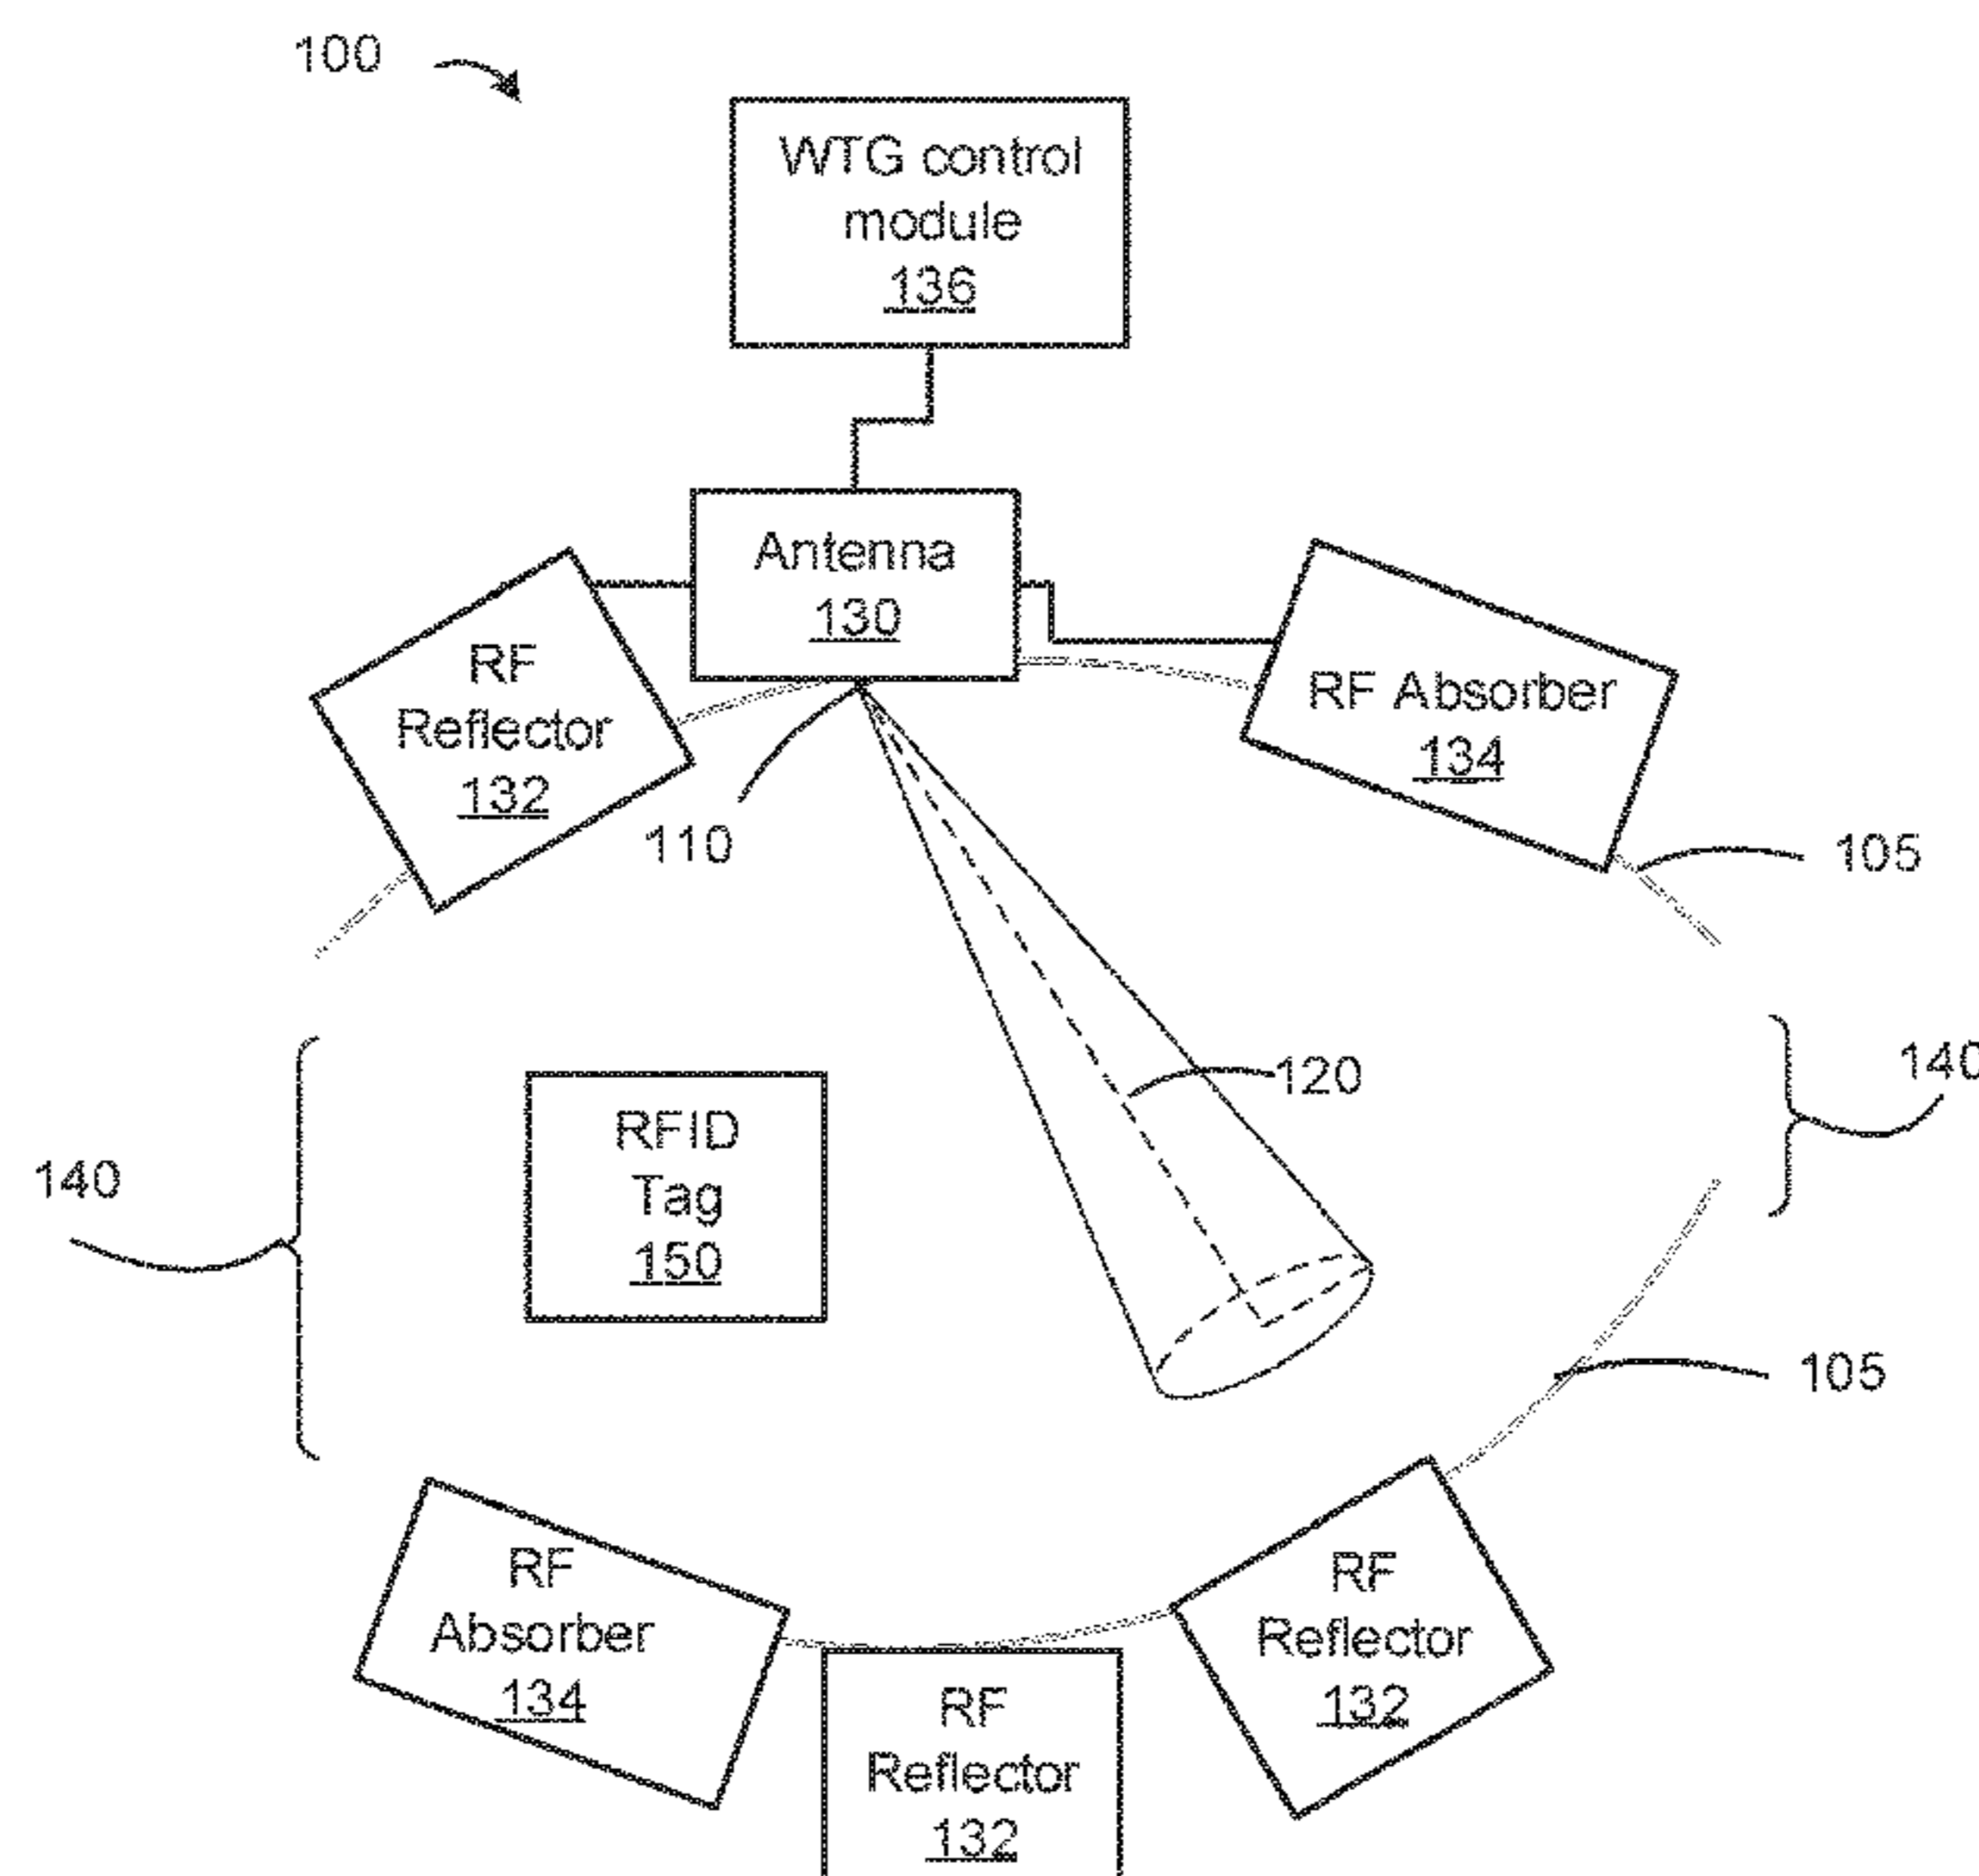 100
WTG control
module
136
Antenna
130
RF
Reflector
132
RF Absorber
134
110
105
140
120
RFID
Tag
150
140
105
RF
Absorber
134
RF
Reflector
132
RF
Reflector
132